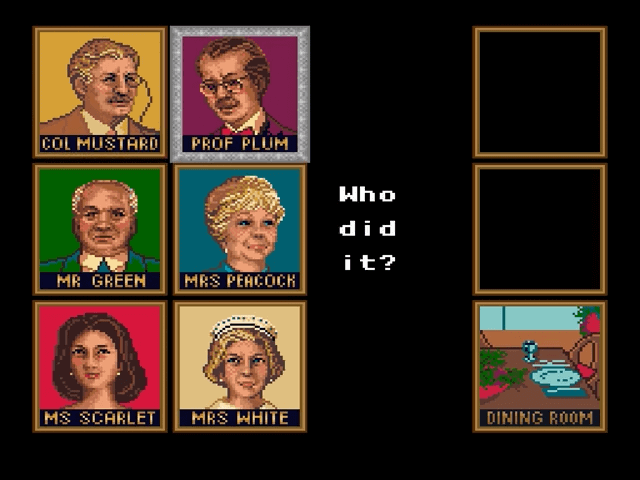 COL MUSTARD
PROF PLUM
MR GREEN
MRS PEACOCK
MS SCARLET
MRS WHITE
Who
did
it?
DINING ROOM